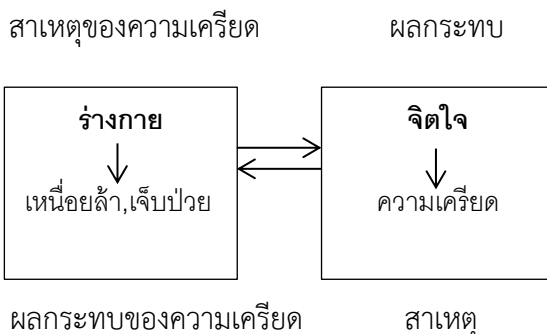 สาเหตุของความเครียด ผลกระทบ
ร่างกาย จิตใจ
เหนื่อยล้า,เจ็บป่วย ความเครียด
ผลกระทบของความเครียด สาเหตุ